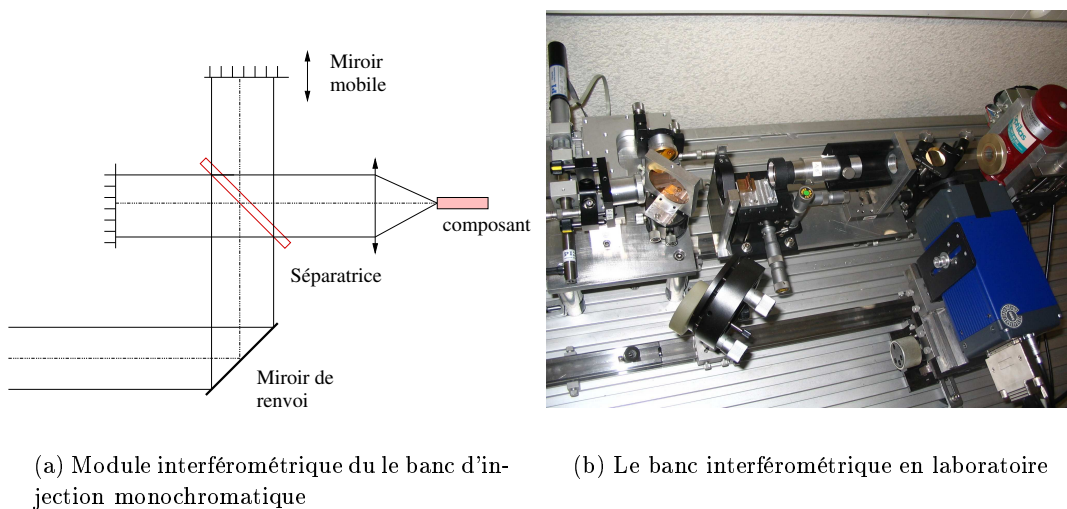 Miroir
mobile
composant
Séparatrice
Miroir de
renvoi
(a) Module interférométrique du le banc d'in-
jection monochromatique
(b) Le banc interférométrique en laboratoire